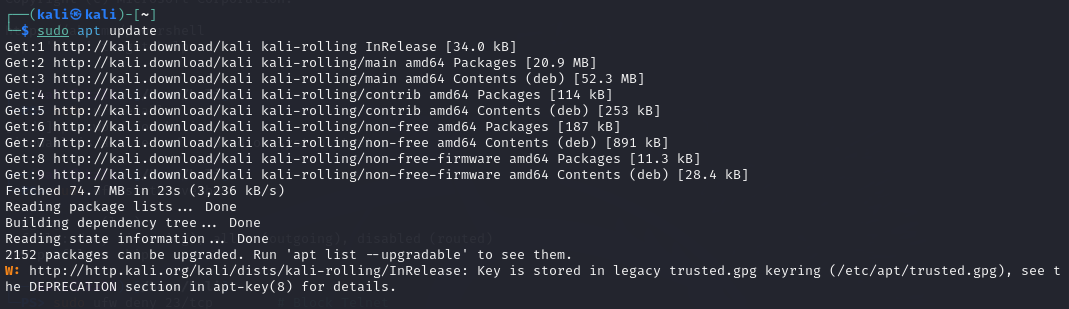 ┌──(kali㉿kali)-[~]
└─$ sudo apt update
Get:1 http://kali.download/kali kali-rolling InRelease [34.0 kB]
Get:2 http://kali.download/kali kali-rolling/main amd64 Packages [20.9 MB]
Get:3 http://kali.download/kali kali-rolling/main amd64 Contents (deb) [52.3 MB]
Get:4 http://kali.download/kali kali-rolling/contrib amd64 Packages [114 kB]
Get:5 http://kali.download/kali kali-rolling/contrib amd64 Contents (deb) [253 kB]
Get:6 http://kali.download/kali kali-rolling/non-free amd64 Packages [187 kB]
Get:7 http://kali.download/kali kali-rolling/non-free amd64 Contents (deb) [891 kB]
Get:8 http://kali.download/kali kali-rolling/non-free-firmware amd64 Packages [11.3 kB]
Get:9 http://kali.download/kali kali-rolling/non-free-firmware amd64 Contents (deb) [28.4 kB]
Fetched 74.7 MB in 23s (3,236 kB/s)
Reading package lists... Done
Building dependency tree... Done
Reading state information... Done
2152 packages can be upgraded. Run 'apt list --upgradable' to see them.
W: http://http.kali.org/kali/dists/kali-rolling/InRelease: Key is stored in legacy trusted.gpg keyring (/etc/apt/trusted.gpg), see t
he DEPRECATION section in apt-key(8) for details.